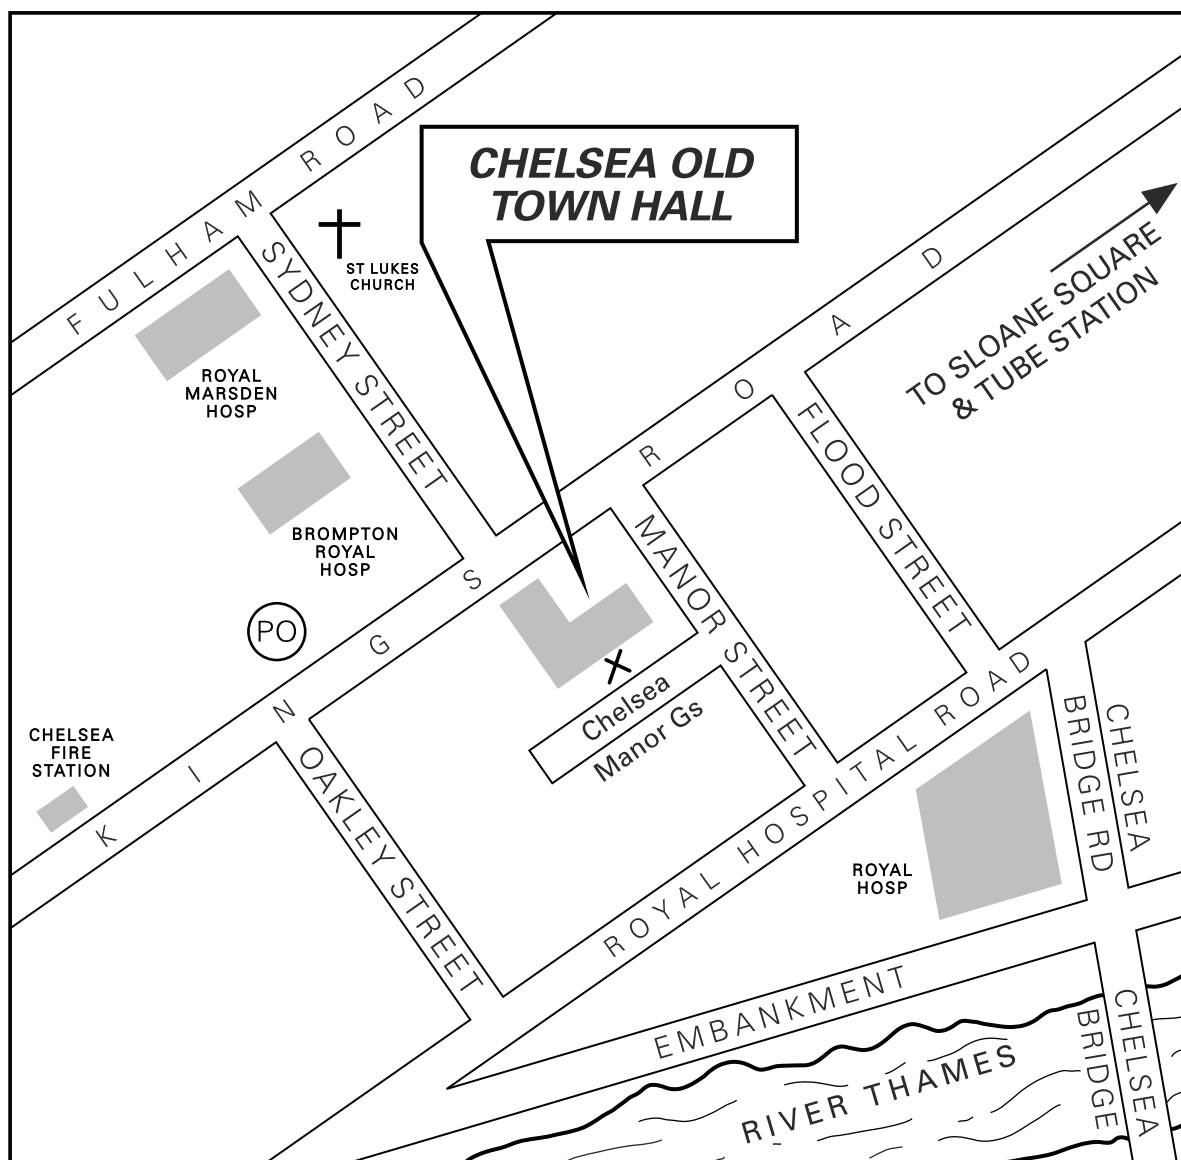 FULHAM ROAD
CHELSEA OLD
TOWN HALL
ST LUKES
CHURCH
SYDNEY STREET
ROYAL
MARSDEN
HOSP
TO SLOANE SQUARE
& TUBE STATION
BROMPTON
ROYAL
HOSP
KINGS ROAD
FLOOD STREET
MANOR STREET
PO
Chelsea
Manor Gs
CHELSEA
FIRE
STATION
OAKLEY STREET
ROYAL HOSPITAL ROAD
CHELSEA
BRIDGE RD
ROYAL
HOSP
EMBANKMENT
CHELSEA
BRIDGE
RIVER THAMES